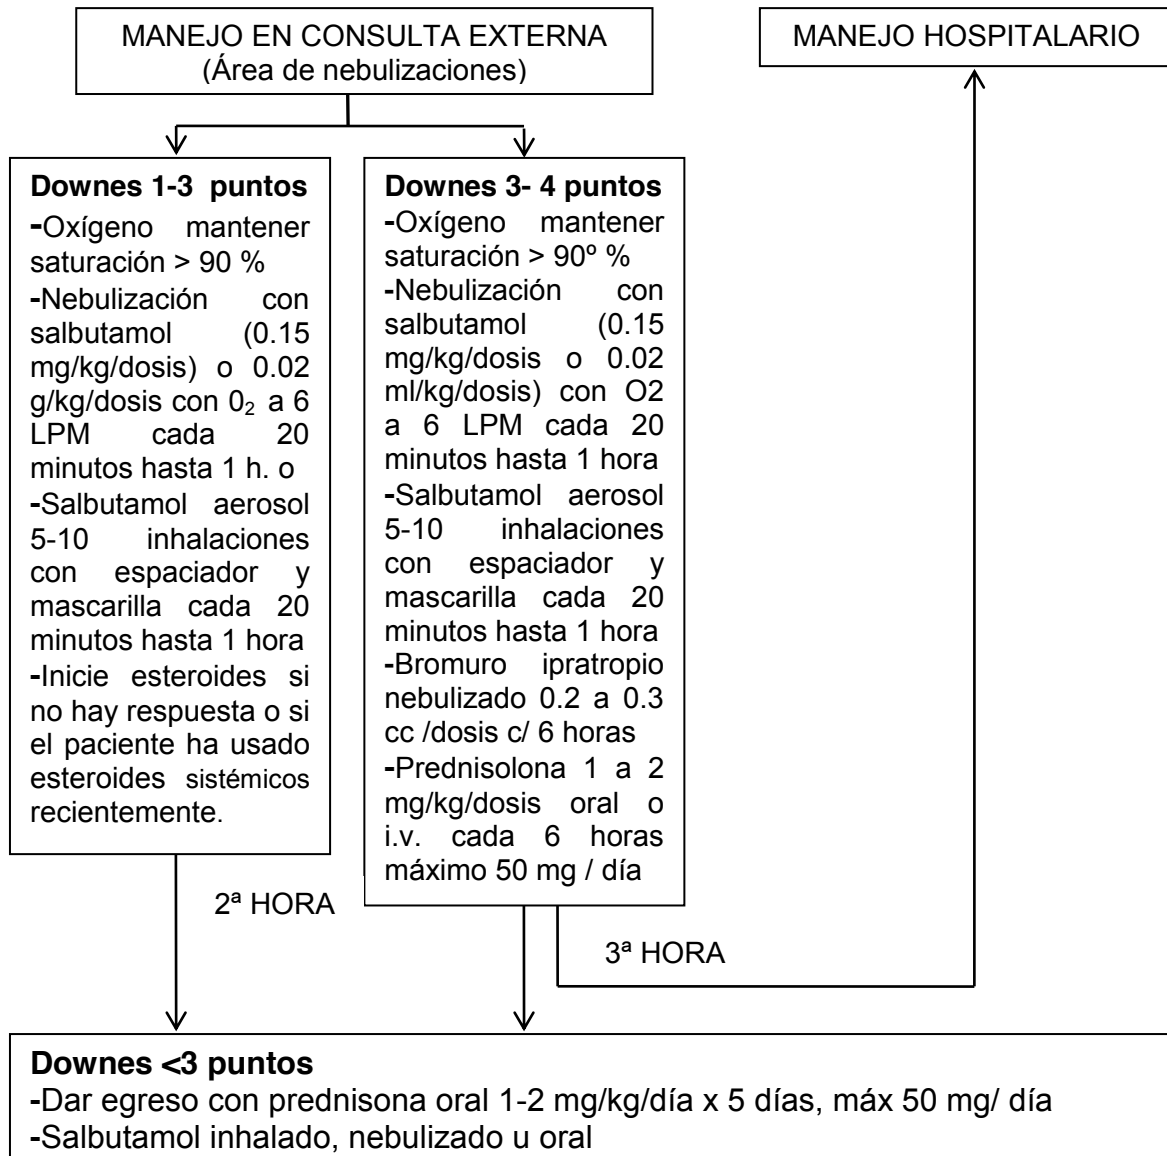 MANEJO EN CONSULTA EXTERNA
(Área de nebulizaciones)
MANEJO HOSPITALARIO
Downes 1-3 puntos
-Oxígeno mantener
saturación > 90 %
-Nebulización con
salbutamol (0.15
mg/kg/dosis) o 0.02
g/kg/dosis con 0₂ a 6
LPM cada 20
minutos hasta 1 h. o
-Salbutamol aerosol
5-10 inhalaciones
con espaciador y
mascarilla cada 20
minutos hasta 1 hora
-Inicie esteroides si
no hay respuesta o si
el paciente ha usado
esteroides sistémicos
recientemente.
Downes 3- 4 puntos
-Oxígeno mantener
saturación > 90º %
-Nebulización con
salbutamol (0.15
mg/kg/dosis o 0.02
ml/kg/dosis) con O2
a 6 LPM cada 20
minutos hasta 1 hora
-Salbutamol aerosol
5-10 inhalaciones
con espaciador y
mascarilla cada 20
minutos hasta 1 hora
-Bromuro ipratropio
nebulizado 0.2 a 0.3
cc /dosis c/ 6 horas
-Prednisolona 1 a 2
mg/kg/dosis oral o
i.v. cada 6 horas
máximo 50 mg / día
2ª HORA
3ª HORA
Downes <3 puntos
-Dar egreso con prednisona oral 1-2 mg/kg/día x 5 días, máx 50 mg/ día
-Salbutamol inhalado, nebulizado u oral